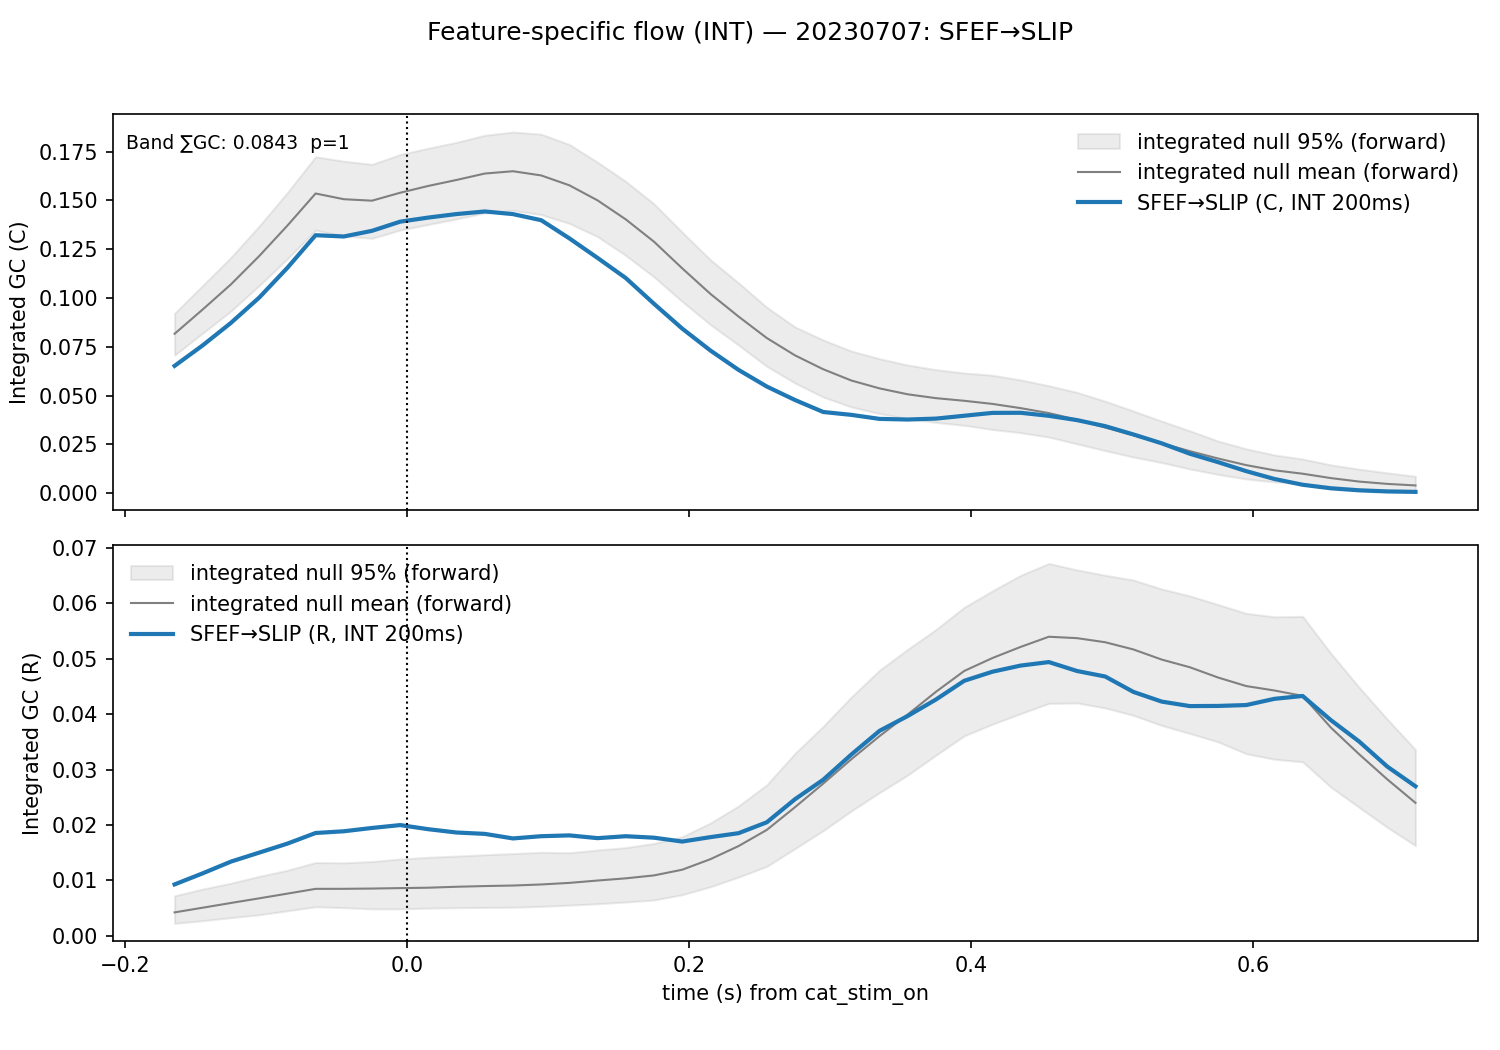 Feature-specific flow (INT) — 20230707: SFEF→SLIP
Band ∑GC: 0.0843  p=1
integrated null 95% (forward)
integrated null mean (forward)
SFEF→SLIP (C, INT 200ms)
Integrated GC (C)
0.175
0.150
0.125
0.100
0.075
0.050
0.025
0.000
integrated null 95% (forward)
integrated null mean (forward)
SFEF→SLIP (R, INT 200ms)
Integrated GC (R)
0.07
0.06
0.05
0.04
0.03
0.02
0.01
0.00
−0.2 0.0 0.2 0.4 0.6
time (s) from cat_stim_on